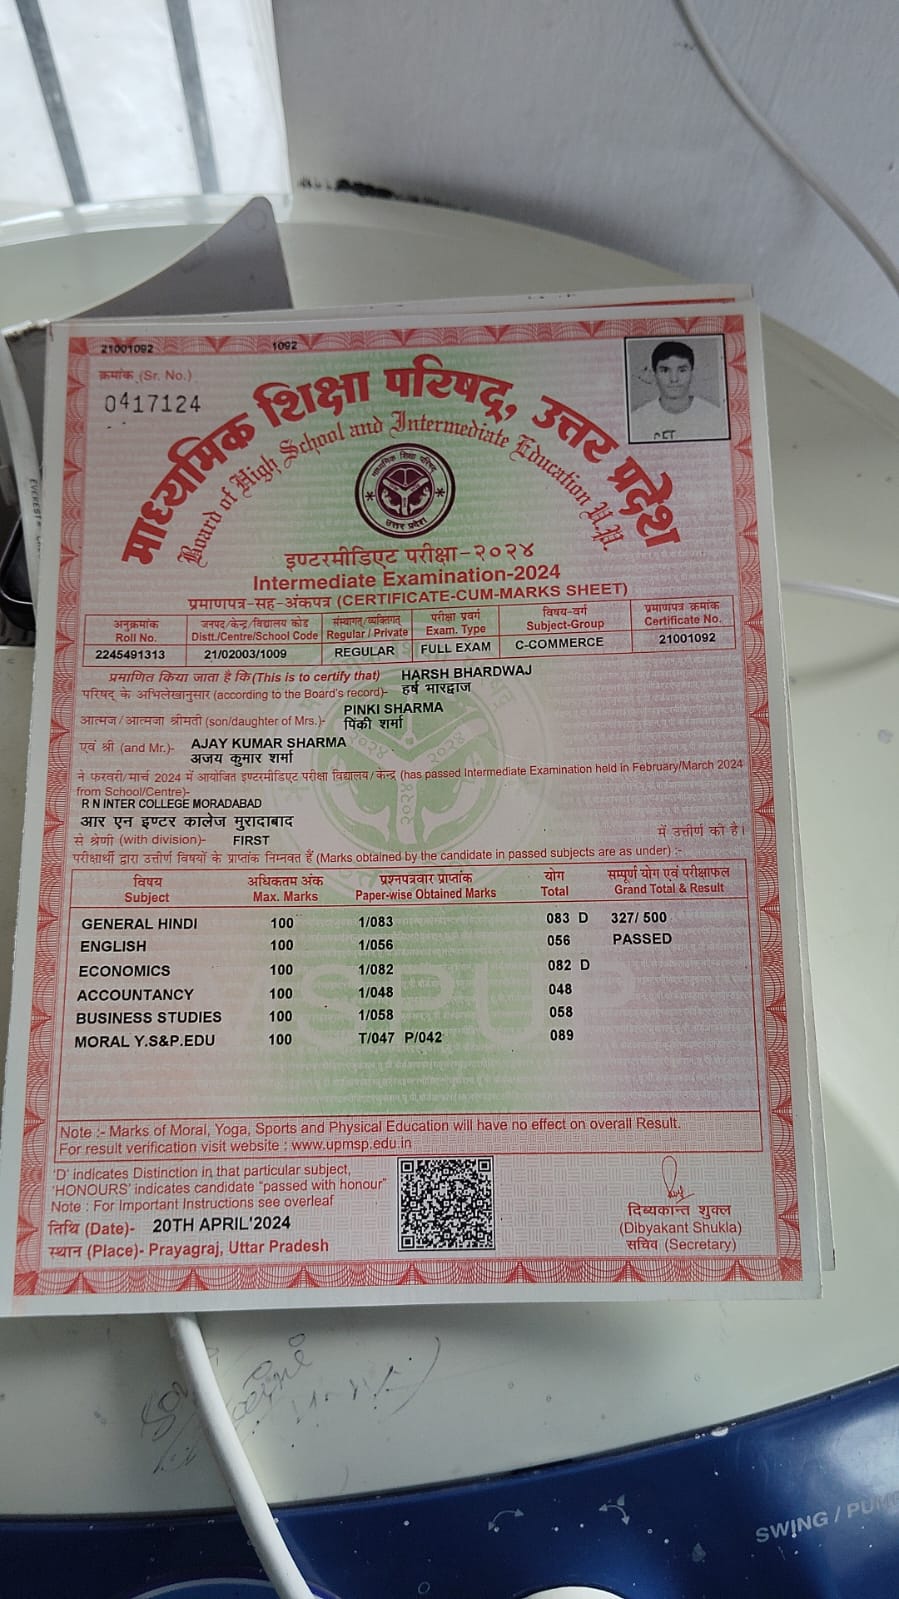 21001092 1092
क्रमांक (Sr. No.)
0417124
माध्यमिक शिक्षा परिषद्, उत्तर प्रदेश
Board of High School and Intermediate Education U.P.
माध्यमिक शिक्षा परिषद्
उत्तर प्रदेश
इण्टरमीडिएट परीक्षा-२०२४
Intermediate Examination-2024
प्रमाणपत्र-सह-अंकपत्र (CERTIFICATE-CUM-MARKS SHEET)
अनुक्रमांक जनपद/केन्द्र/विद्यालय कोड संस्थागत/व्यक्तिगत परीक्षा प्रवर्ग विषय-वर्ग प्रमाणपत्र क्रमांक
Roll No. Distt./Centre/School Code Regular / Private Exam. Type Subject-Group Certificate No.
2245491313 21/02003/1009 REGULAR FULL EXAM C-COMMERCE 21001092
प्रमाणित किया जाता है कि(This is to certify that) HARSH BHARDWAJ
परिषद् के अभिलेखानुसार (according to the Board's record)- हर्ष भारद्वाज
PINKI SHARMA
आत्मज/आत्मजा श्रीमती (son/daughter of Mrs.)- पिंकी शर्मा
एवं श्री (and Mr.)- AJAY KUMAR SHARMA
अजय कुमार शर्मा
ने फरवरी/मार्च 2024 में आयोजित इण्टरमीडिएट परीक्षा विद्यालय/केन्द्र (has passed Intermediate Examination held in February/March 2024
from School/Centre)-
R N INTER COLLEGE MORADABAD
आर एन इण्टर कालेज मुरादाबाद
से श्रेणी (with division)- FIRST में उत्तीर्ण की है।
परीक्षार्थी द्वारा उत्तीर्ण विषयों के प्राप्तांक निम्नवत हैं (Marks obtained by the candidate in passed subjects are as under) :-
विषय अधिकतम अंक प्रश्नपत्रवार प्राप्तांक योग सम्पूर्ण योग एवं परीक्षाफल
Subject Max. Marks Paper-wise Obtained Marks Total Grand Total & Result
GENERAL HINDI 100 1/083 083 D 327/ 500
ENGLISH 100 1/056 056 PASSED
ECONOMICS 100 1/082 082 D
ACCOUNTANCY 100 1/048 048
BUSINESS STUDIES 100 1/058 058
MORAL Y.S&P.EDU 100 T/047 P/042 089
Note :- Marks of Moral, Yoga, Sports and Physical Education will have no effect on overall Result.
For result verification visit website : www.upmsp.edu.in
'D' indicates Distinction in that particular subject,
'HONOURS' indicates candidate "passed with honour"
Note : For Important Instructions see overleaf
तिथि (Date)- 20TH APRIL'2024
स्थान (Place)- Prayagraj, Uttar Pradesh
दिव्यकान्त शुक्ल
(Dibyakant Shukla)
सचिव (Secretary)